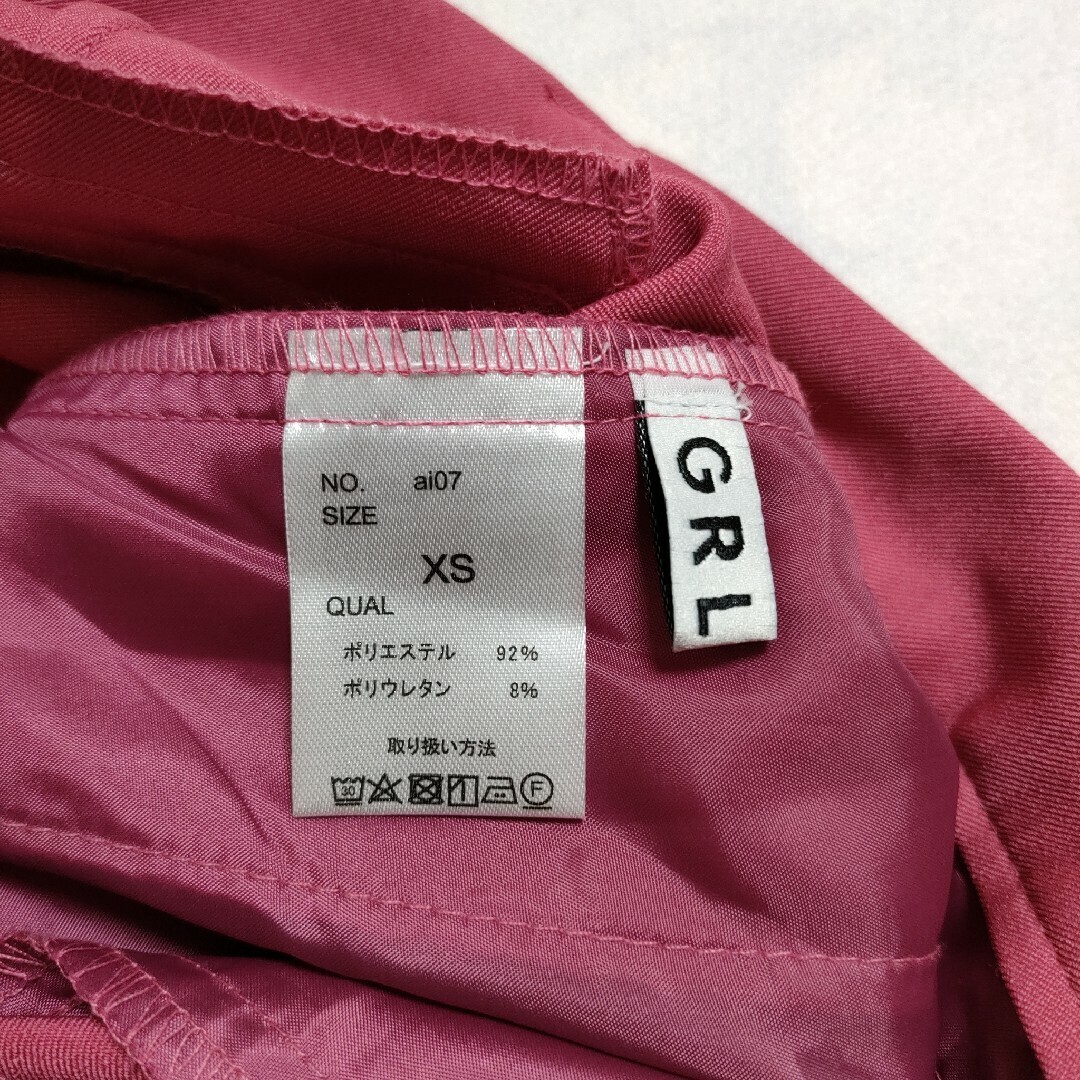 NO. ai07
SIZE
XS
QUAL
ポリエステル 92%
ポリウレタン 8%
取り扱い方法
30 F
GRL